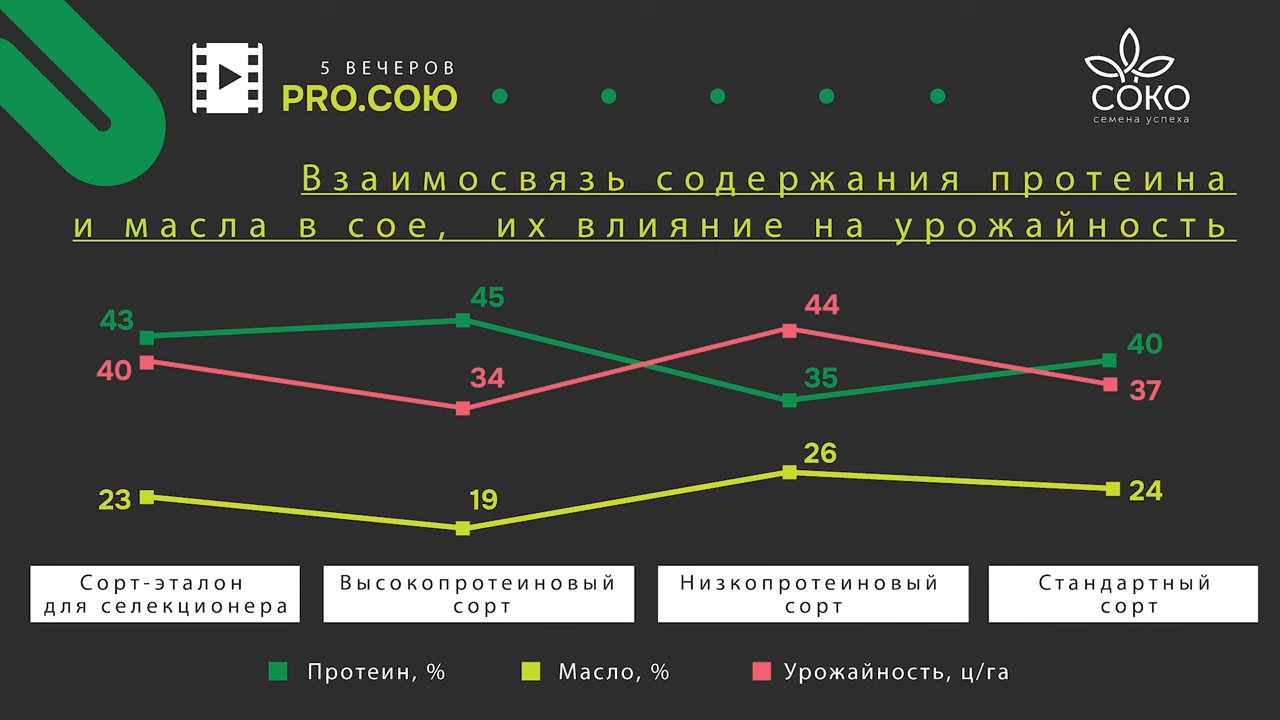 5 ВЕЧЕРОВ
PRO.СОЮ
СОКО
семена успеха
Взаимосвязь содержания протеина
и масла в сое, их влияние на урожайность
43
45
44
40
40
34
35
37
23
19
26
24
Сорт-эталон
для селекционера
Высокопротеиновый
сорт
Низкопротеиновый
сорт
Стандартный
сорт
Протеин, %
Масло, %
Урожайность, ц/га